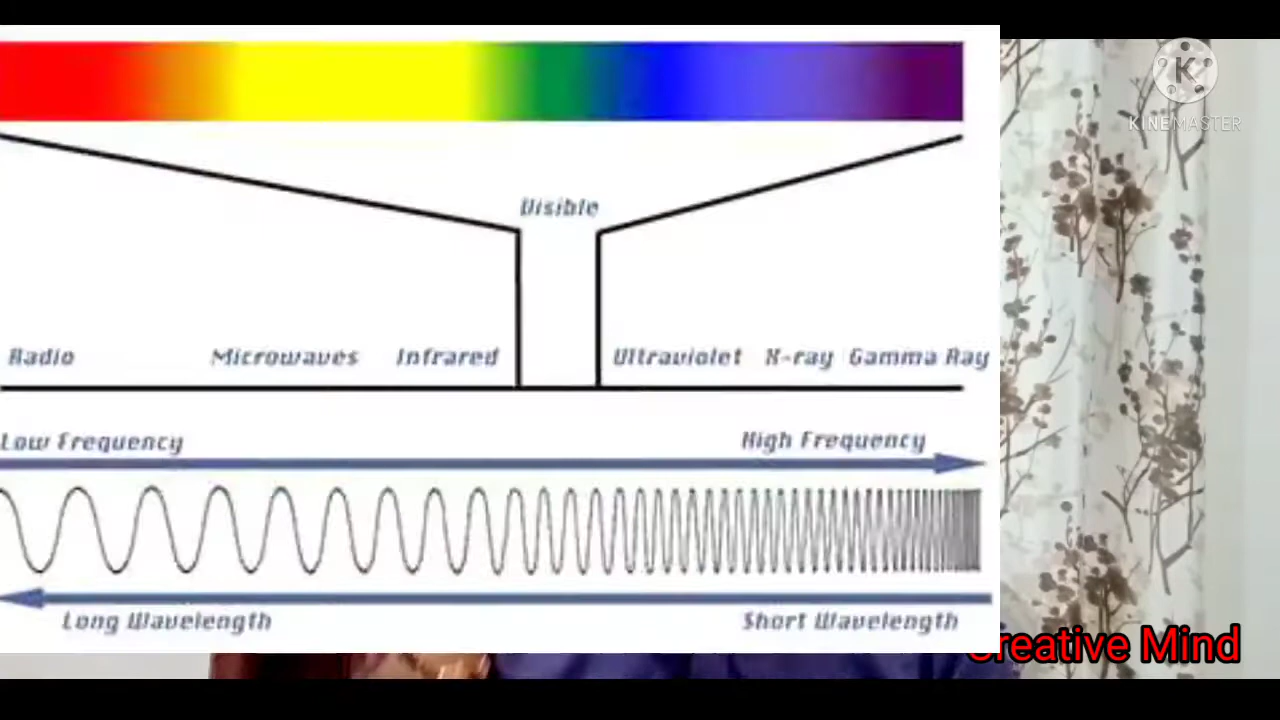 KINEMASTER
Visible
Radio Microwaves Infrared Ultraviolet X-ray Gamma Ray
Low Frequency High Frequency
Long Wavelength Short Wavelength
Creative Mind